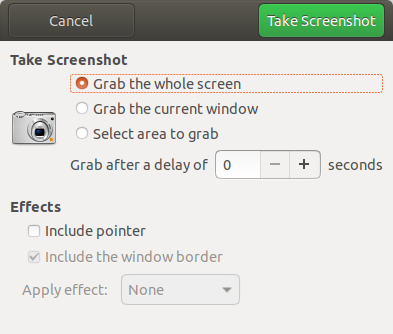 Cancel
Take Screenshot
Take Screenshot
Grab the whole screen
Grab the current window
Select area to grab
Grab after a delay of 0 − + seconds
Effects
Include pointer
Include the window border
Apply effect: None